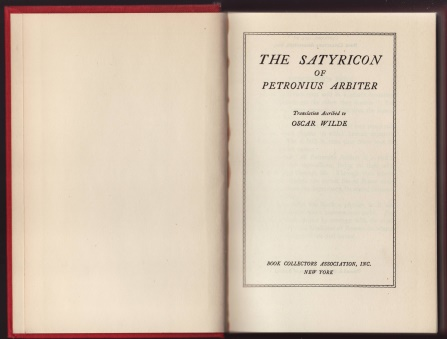 THE SATYRICON
OF
PETRONIUS ARBITER
Translation Ascribed to
OSCAR WILDE
BOOK COLLECTORS ASSOCIATION, INC.
NEW YORK